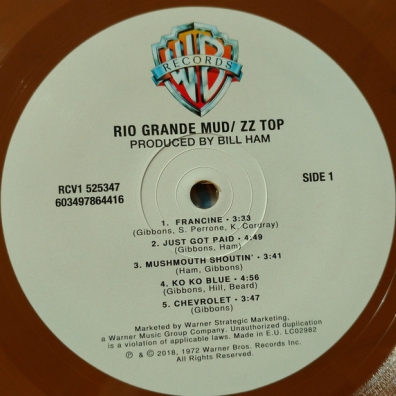 WB
RECORDS
RIO GRANDE MUD/ ZZ TOP
PRODUCED BY BILL HAM
RCV1 525347
603497864416
SIDE 1
1. FRANCINE • 3:33
(Gibbons, S. Perrone, K. Cordray)
2. JUST GOT PAID • 4:49
(Gibbons, Ham)
3. MUSHMOUTH SHOUTIN' • 3:41
(Ham, Gibbons)
4. KO KO BLUE • 4:56
(Gibbons, Hill, Beard)
5. CHEVROLET • 3:47
(Gibbons)
Marketed by Warner Strategic Marketing,
a Warner Music Group Company. Unauthorized duplication
is a violation of applicable laws. Made in E.U. LC02982
℗ & © 2018, 1972 Warner Bros. Records Inc.
All Rights Reserved.